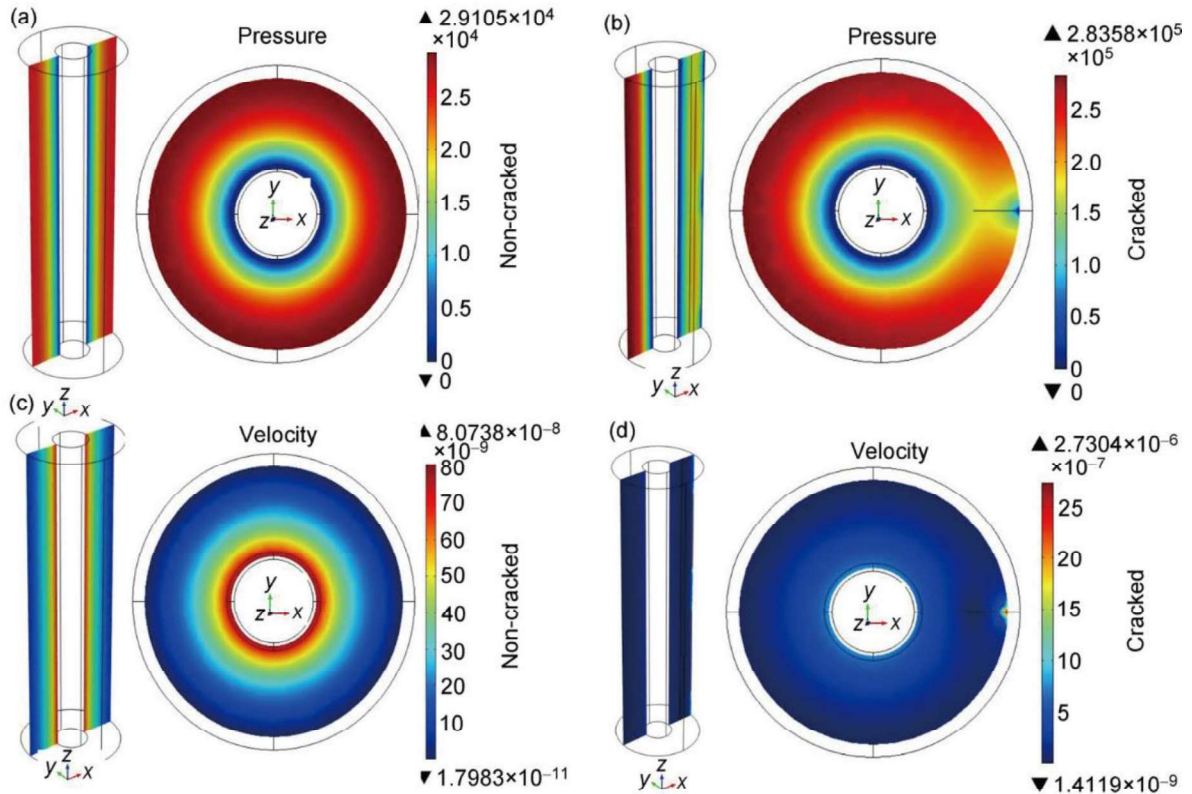 (a)
Pressure
▲ 2.9105×10⁴
×10⁴
2.5
2.0
1.5
1.0
0.5
0
▼ 0
Non-cracked
y
z x
z
y x
(b)
Pressure
▲ 2.8358×10⁵
×10⁵
2.5
2.0
1.5
1.0
0.5
0
▼ 0
Cracked
y
z x
z
y x
(c)
Velocity
▲ 8.0738×10⁻⁸
×10⁻⁹
80
70
60
50
40
30
20
10
▼ 1.7983×10⁻¹¹
Non-cracked
y
z x
z
y x
(d)
Velocity
▲ 2.7304×10⁻⁶
×10⁻⁷
25
20
15
10
5
▼ 1.4119×10⁻⁹
Cracked
y
z x
z
y x